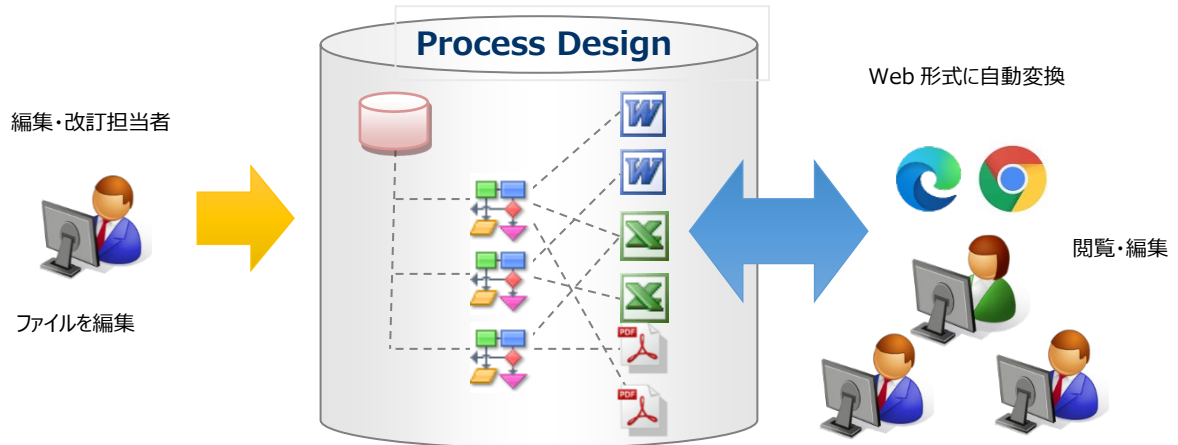 Process Design
Web 形式に自動変換
編集・改訂担当者
W
W
閲覧・編集
ファイルを編集
PDF
PDF